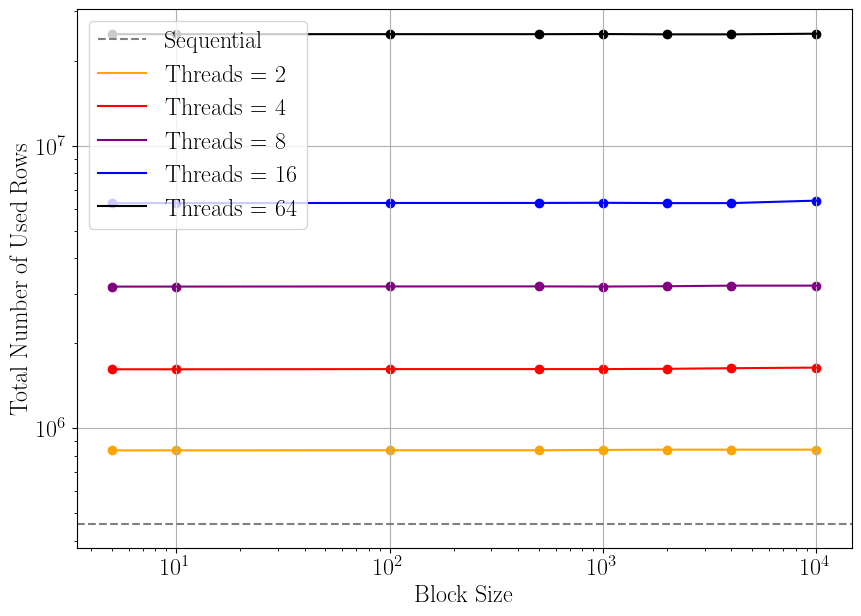 Sequential
Threads = 2
Threads = 4
Threads = 8
Threads = 16
Threads = 64
Total Number of Used Rows
10^7
10^6
10^1 10^2 10^3 10^4
Block Size